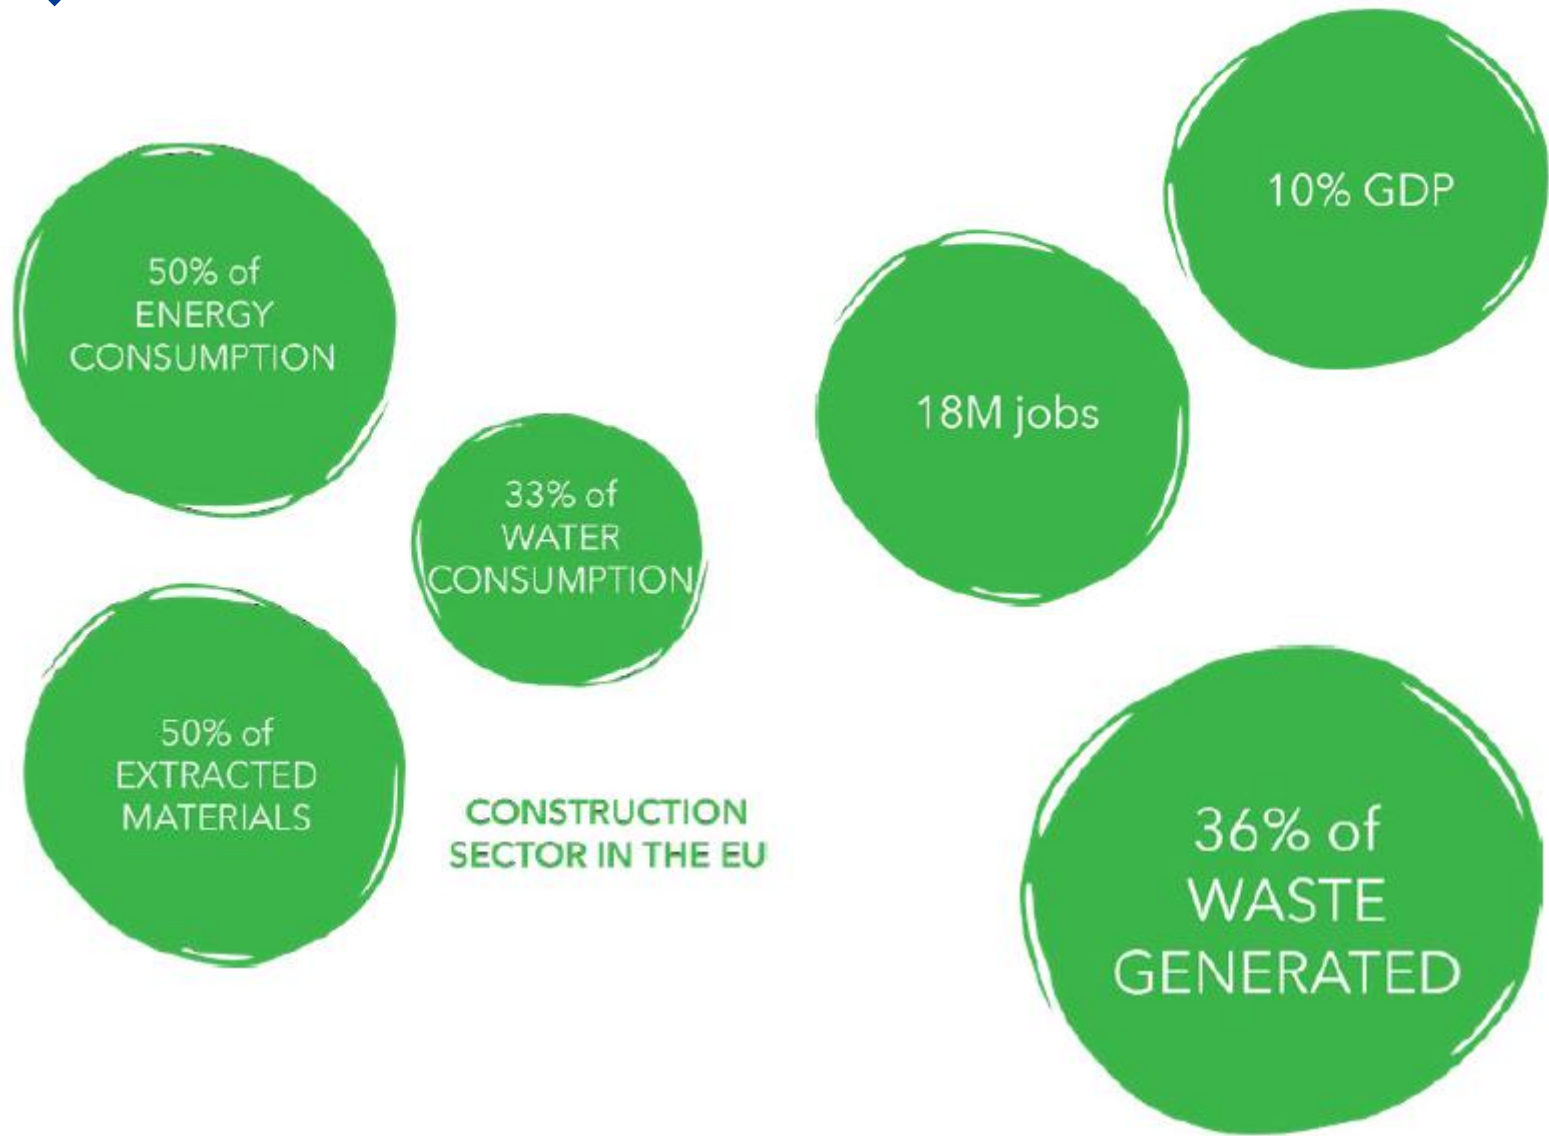 10% GDP
50% of
ENERGY
CONSUMPTION
18M jobs
33% of
WATER
CONSUMPTION
50% of
EXTRACTED
MATERIALS
CONSTRUCTION
SECTOR IN THE EU
36% of
WASTE
GENERATED